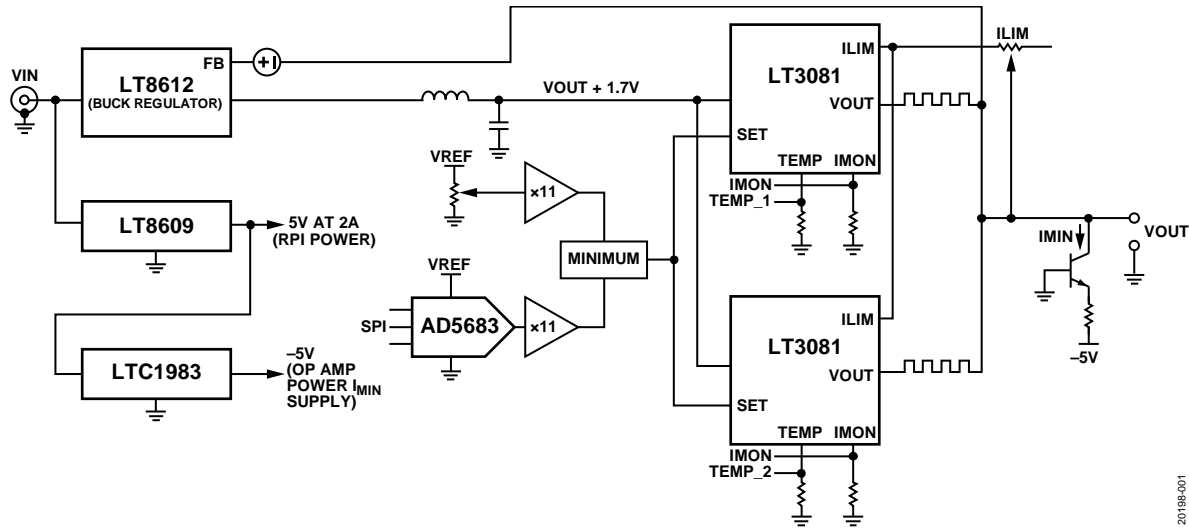 VIN
LT8612
(BUCK REGULATOR)
FB
VOUT + 1.7V
LT3081
ILIM
VOUT
SET
TEMP
IMON
ILIM
IMON
TEMP_1
VREF
×11
LT8609
5V AT 2A
(RPI POWER)
MINIMUM
VREF
SPI
AD5683
×11
LTC1983
–5V
(OP AMP
POWER IMIN
SUPPLY)
LT3081
ILIM
VOUT
SET
TEMP
IMON
IMON
TEMP_2
IMIN
VOUT
–5V
20198-001